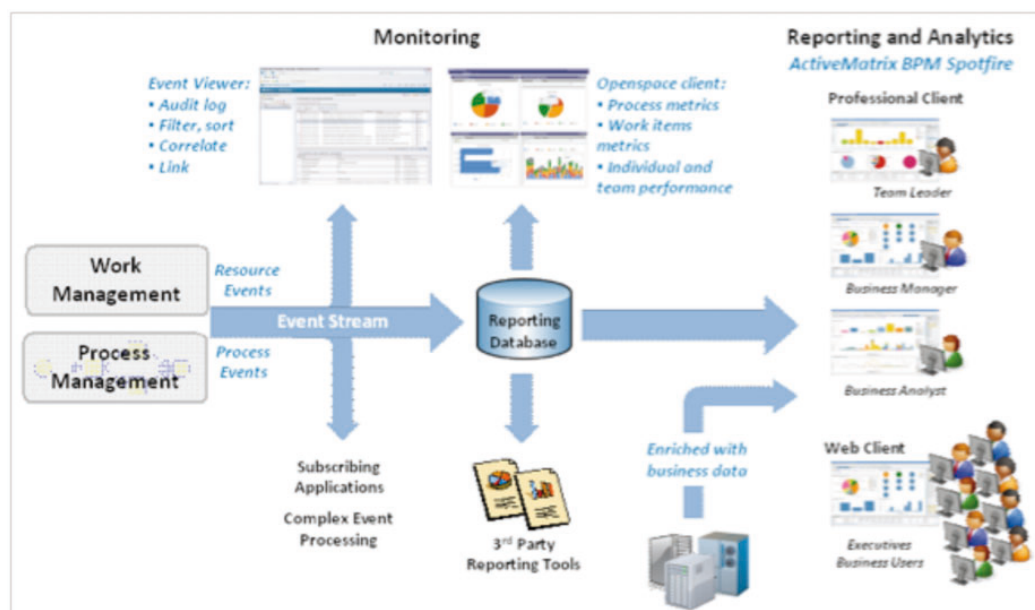 Monitoring
Event Viewer:
• Audit log
• Filter, sort
• Correlate
• Link
Openspace client:
• Process metrics
• Work items
metrics
• Individual and
team performance
Reporting and Analytics
ActiveMatrix BPM Spotfire
Professional Client
Team Leader
Business Manager
Business Analyst
Web Client
Executives
Business Users
Work
Management
Process
Management
Resource
Events
Event Stream
Process
Events
Reporting
Database
Subscribing
Applications
Complex Event
Processing
3rd Party
Reporting Tools
Enriched with
business data